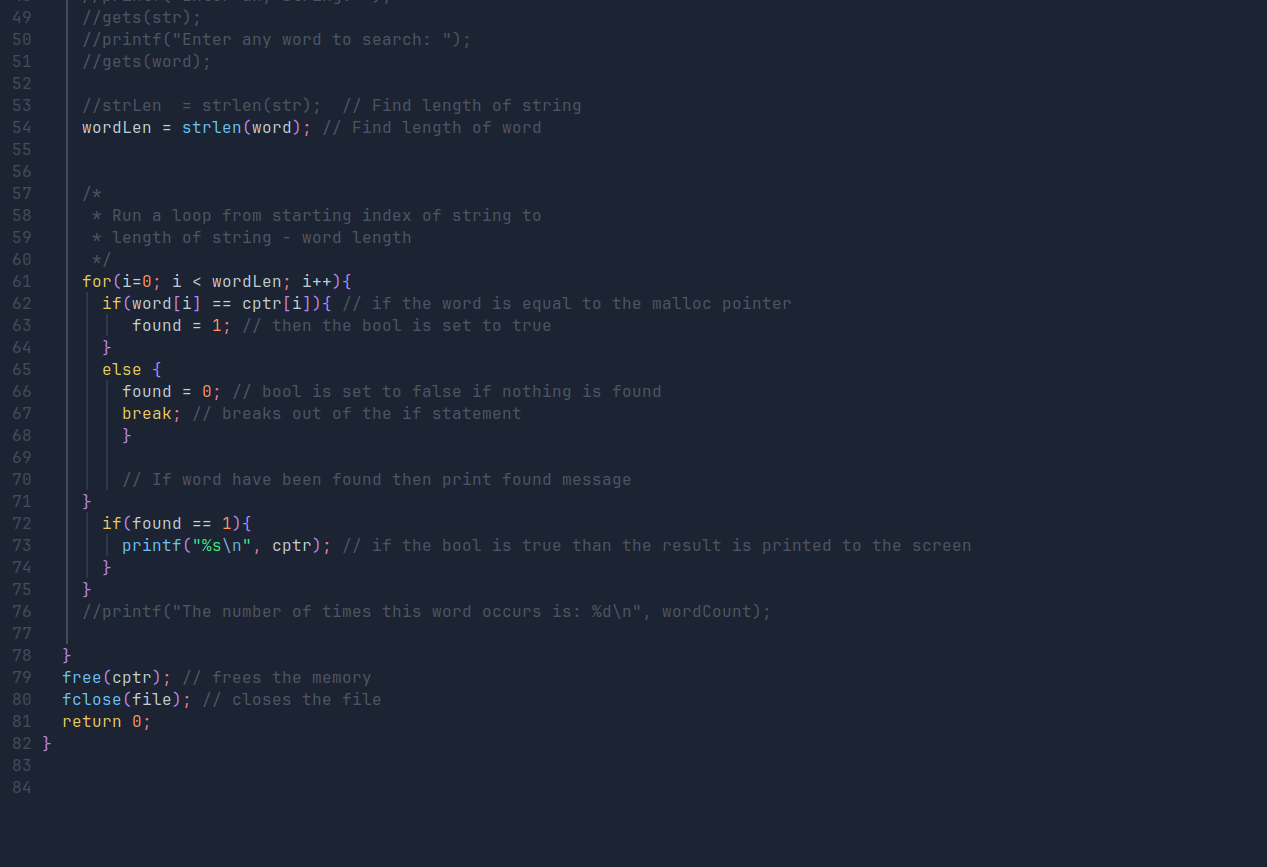 49 //gets(str);
50 //printf("Enter any word to search: ");
51 //gets(word);
52
53 //strLen  = strlen(str);  // Find length of string
54 wordLen = strlen(word); // Find length of word
55
56
57 /*
58 * Run a loop from starting index of string to
59 * length of string - word length
60 */
61 for(i=0; i < wordLen; i++){
62 if(word[i] == cptr[i]){ // if the word is equal to the malloc pointer
63 found = 1; // then the bool is set to true
64 }
65 else {
66 found = 0; // bool is set to false if nothing is found
67 break; // breaks out of the if statement
68 }
69
70 // If word have been found then print found message
71 }
72 if(found == 1){
73 printf("%s\n", cptr); // if the bool is true than the result is printed to the screen
74 }
75 }
76 //printf("The number of times this word occurs is: %d\n", wordCount);
77
78 }
79 free(cptr); // frees the memory
80 fclose(file); // closes the file
81 return 0;
82 }
83
84